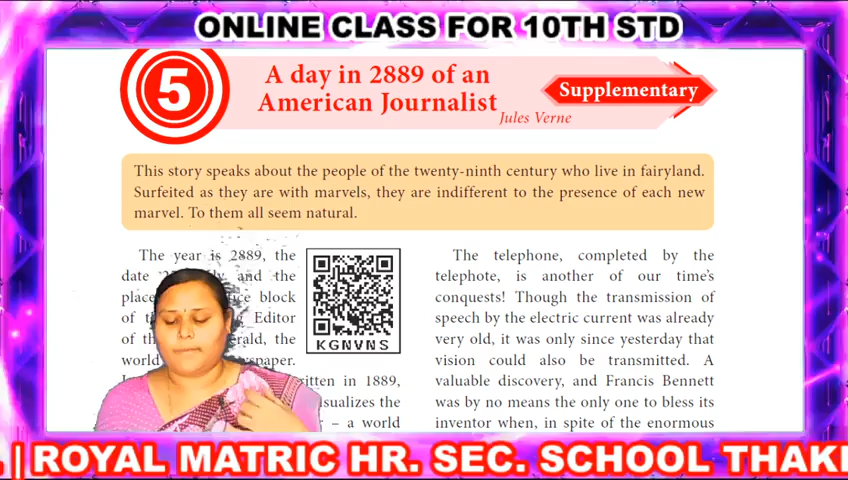 ONLINE CLASS FOR 10TH STD
5
A day in 2889 of an
American Journalist
Supplementary
Jules Verne
This story speaks about the people of the twenty-ninth century who live in fairyland.
Surfeited as they are with marvels, they are indifferent to the presence of each new
marvel. To them all seem natural.
The year is 2889, the
date and the
place block
of Editor
of the the
world
KGNVNS
in 1889,
the
– a world
The telephone, completed by the
telephote, is another of our time's
conquests! Though the transmission of
speech by the electric current was already
very old, it was only since yesterday that
vision could also be transmitted. A
valuable discovery, and Francis Bennett
was by no means the only one to bless its
inventor when, in spite of the enormous
| ROYAL MATRIC HR. SEC. SCHOOL